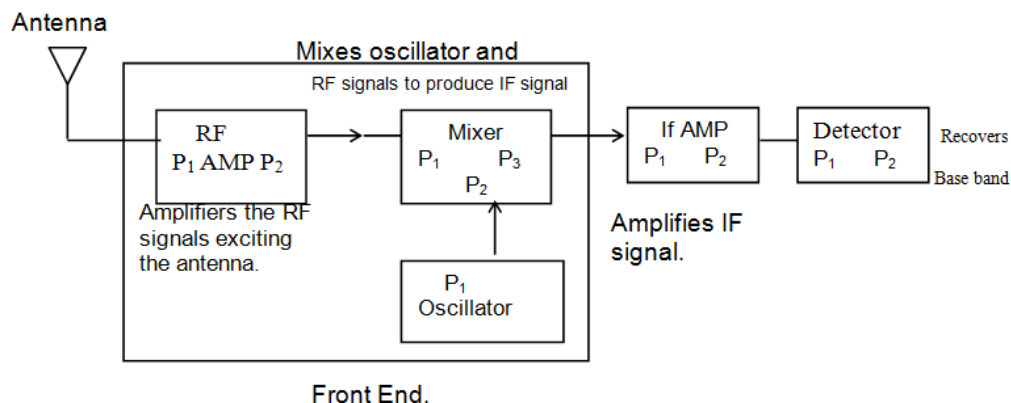 Antenna
Mixes oscillator and
RF signals to produce IF signal
RF
P₁ AMP P₂
Mixer
P₁ P₃
P₂
If AMP
P₁ P₂
Detector
P₁ P₂
Recovers
Base band
Amplifiers the RF
signals exciting
the antenna.
Amplifies IF
signal.
P₁
Oscillator
Front End.